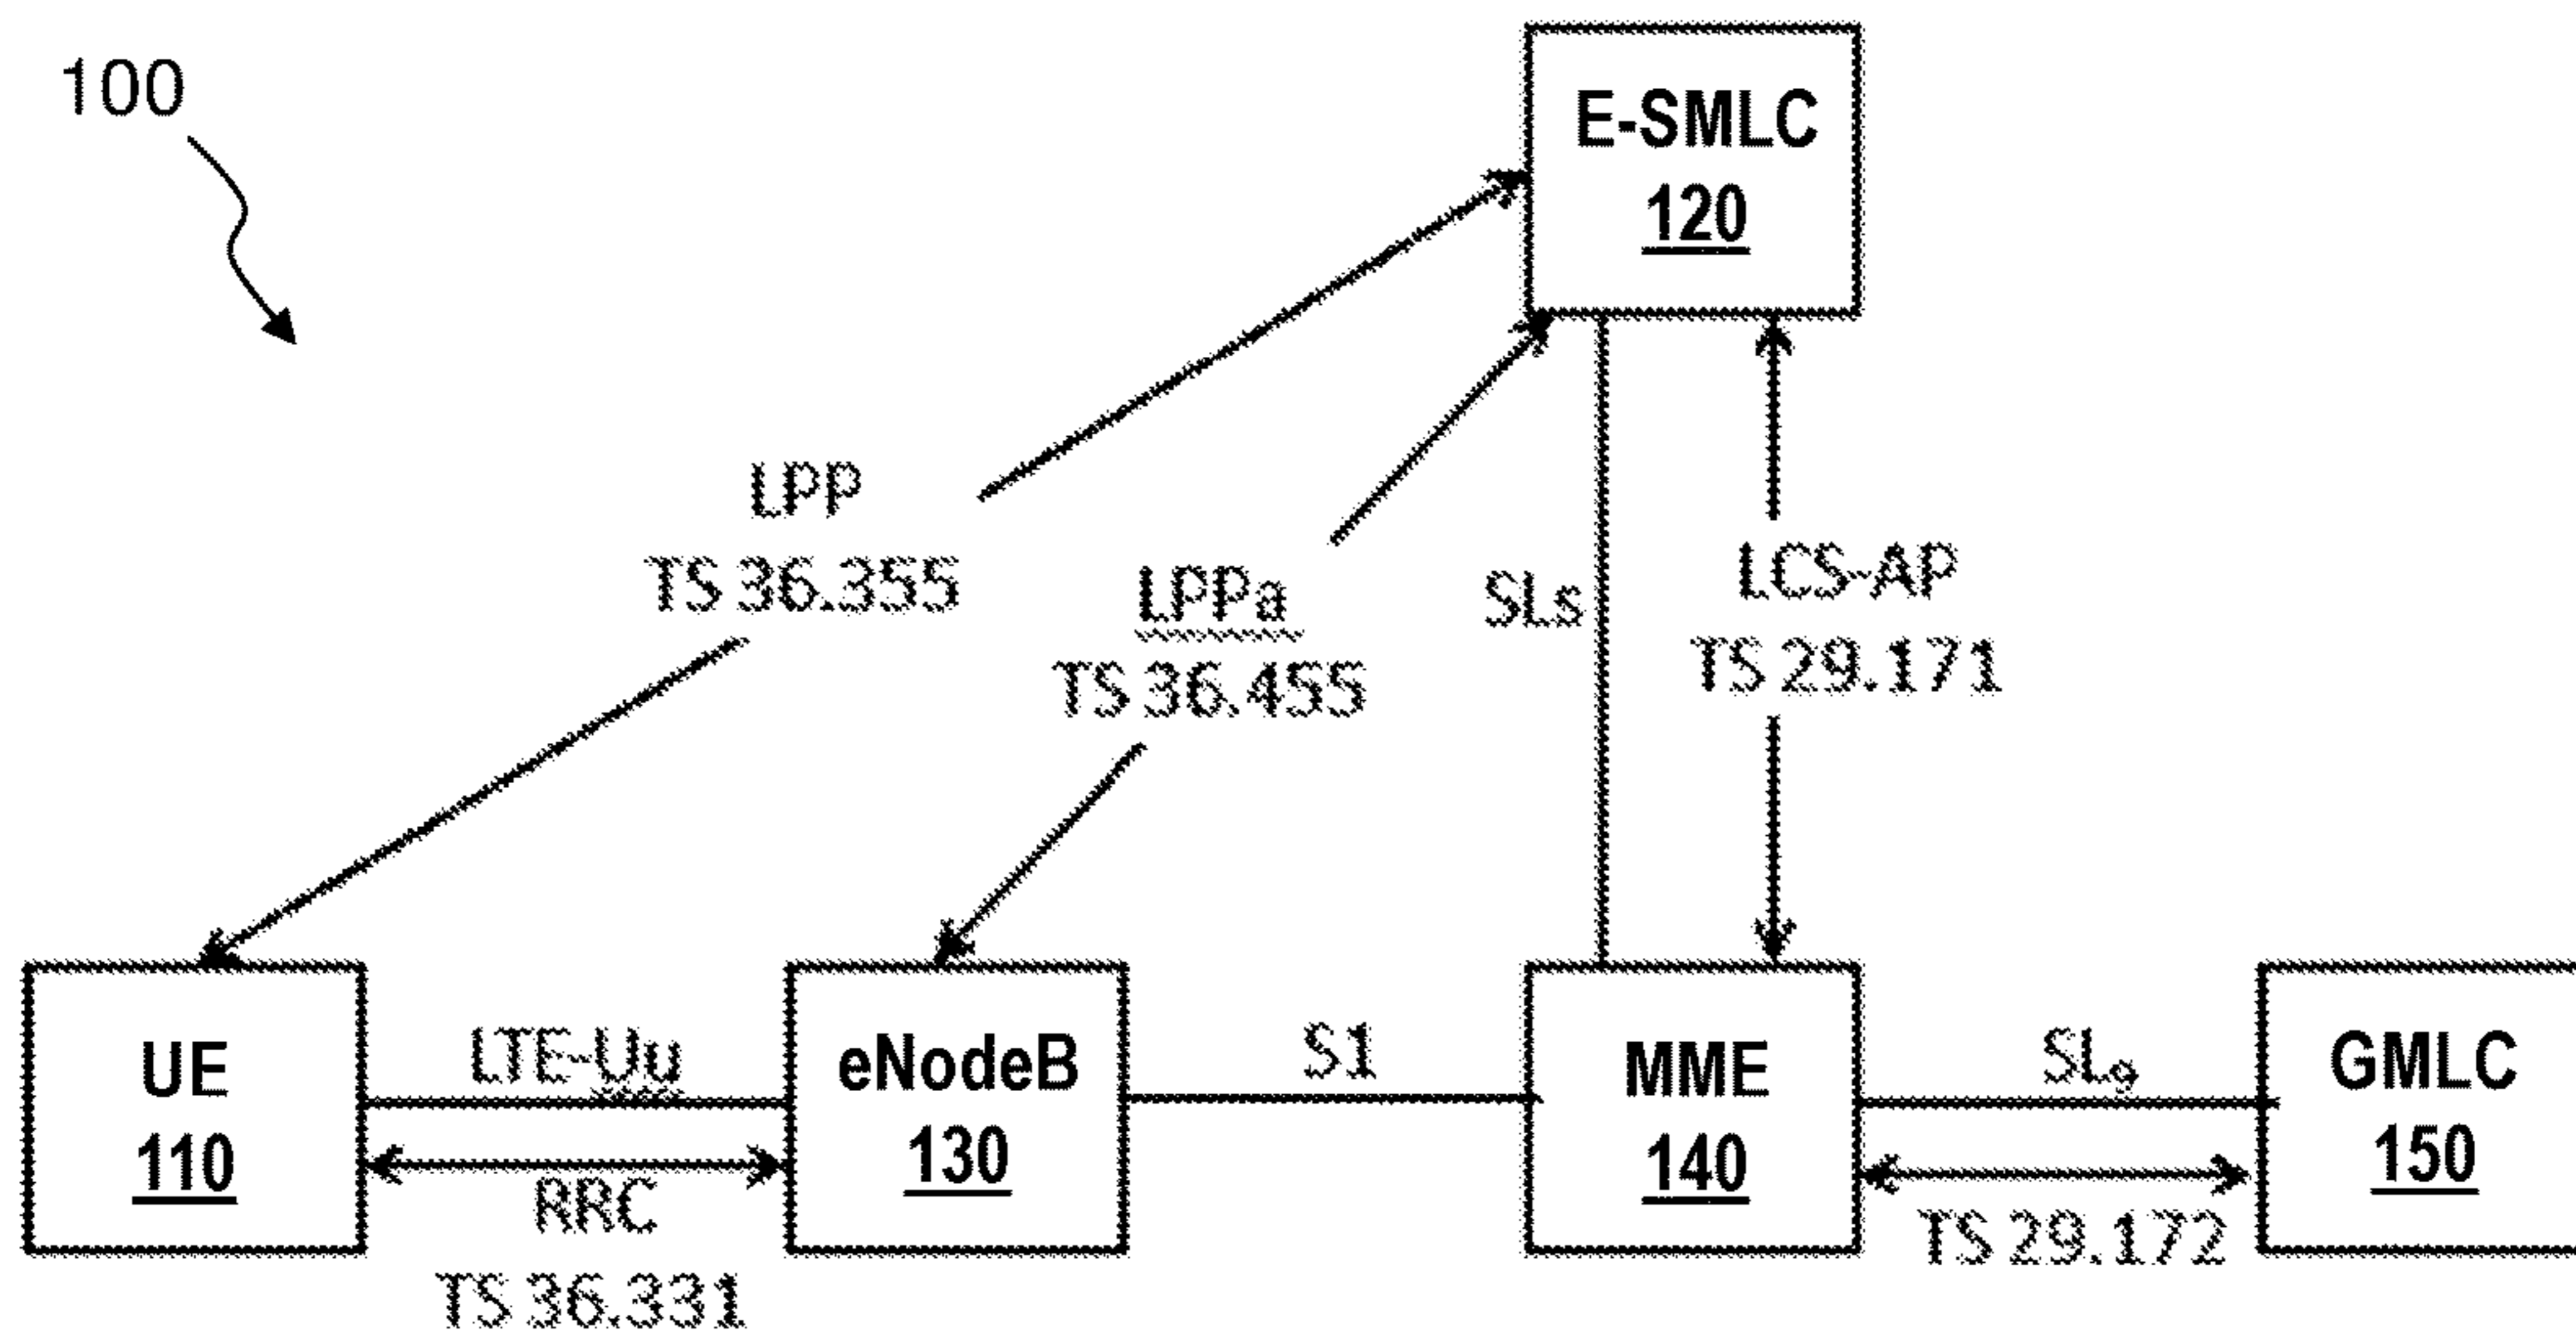 100
E-SMLC
120
LPP
TS 36.355
LPPa
TS 36.455
SLs
LCS-AP
TS 29.171
UE
110
LTE-Uu
RRC
TS 36.331
eNodeB
130
S1
MME
140
SLg
TS 29.172
GMLC
150